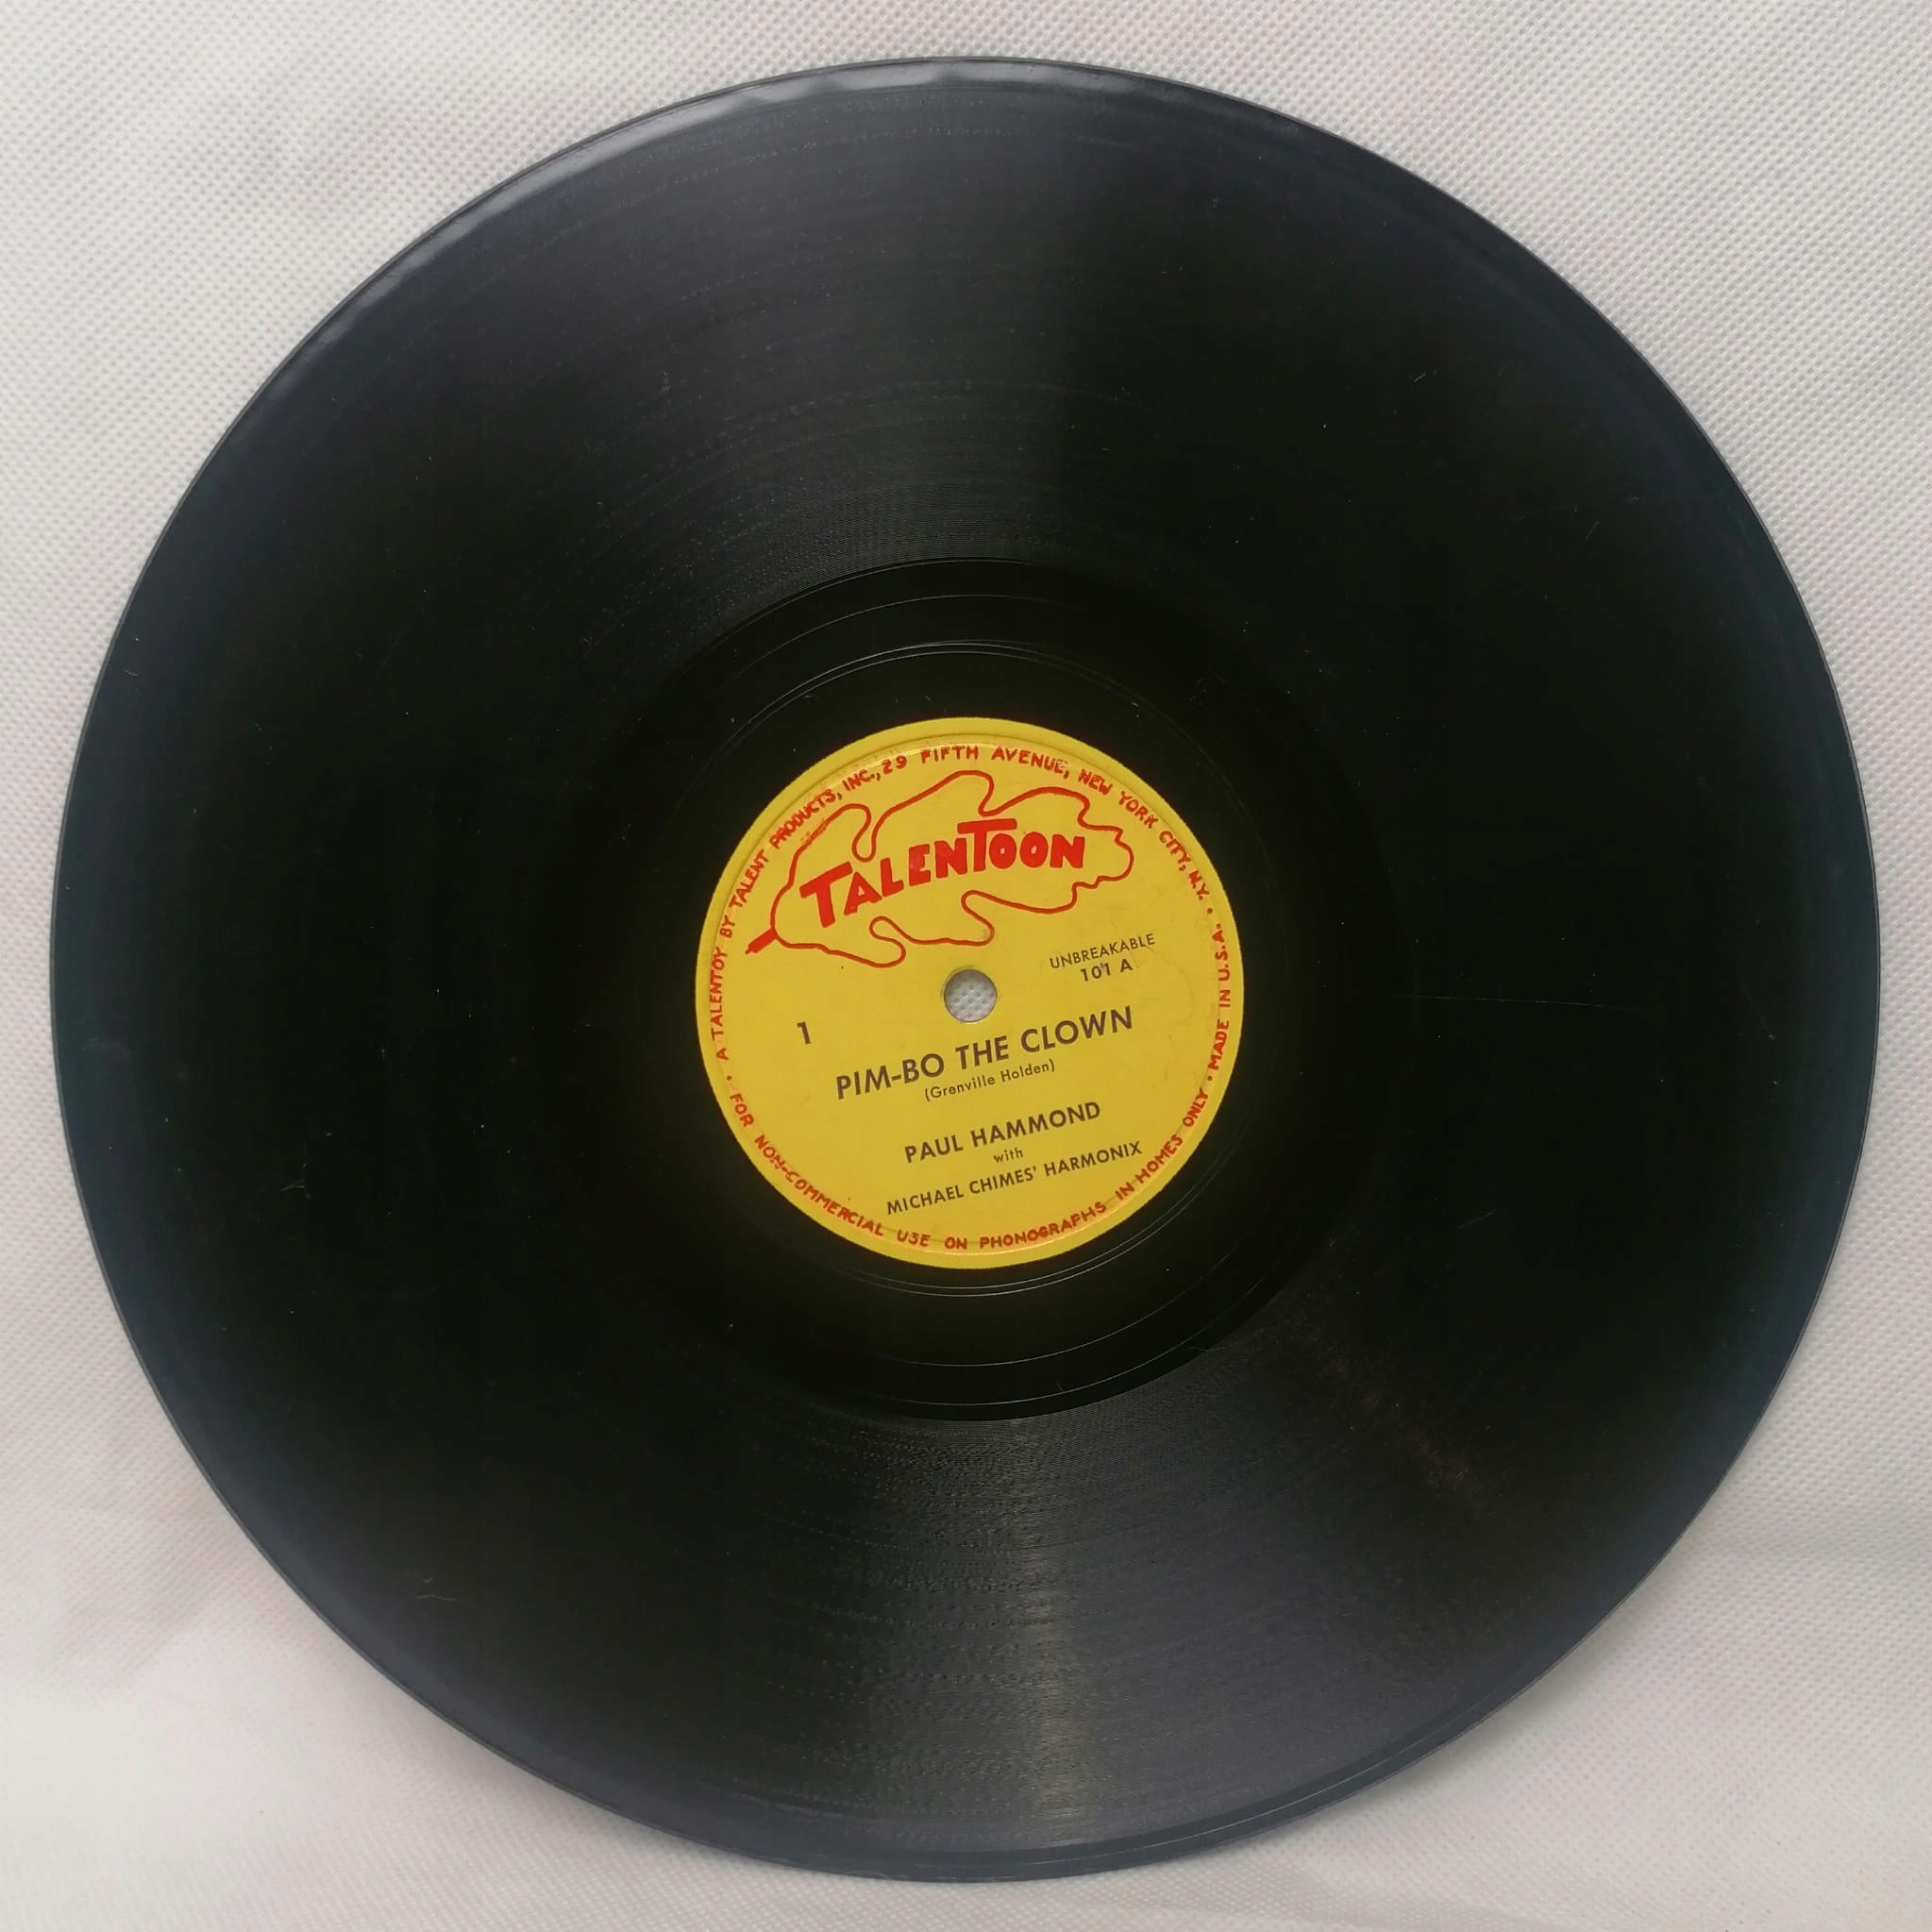 • A TALENTOY BY TALENT PRODUCTS, INC., 29 FIFTH AVENUE, NEW YORK CITY, N.Y. •
TALENTOON
UNBREAKABLE
101 A
1
PIM-BO THE CLOWN
(Grenville Holden)
PAUL HAMMOND
with
MICHAEL CHIMES' HARMONIX
FOR NON-COMMERCIAL USE ON PHONOGRAPHS IN HOMES ONLY • MADE IN U.S.A.